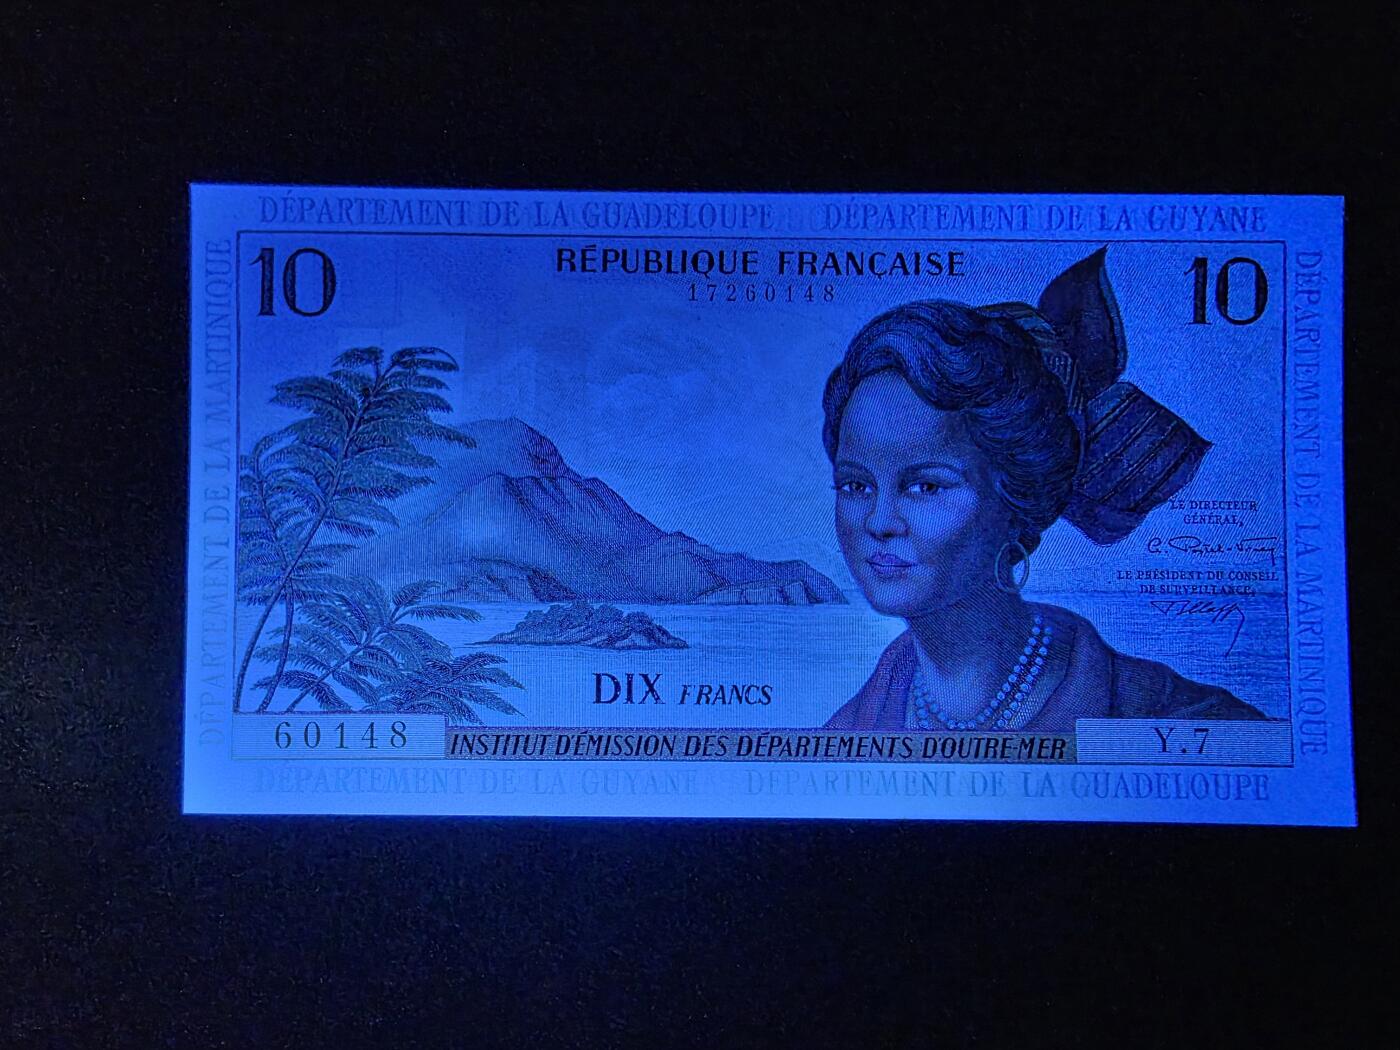 DÉPARTEMENT DE LA GUADELOUPE DÉPARTEMENT DE LA GUYANE
10
RÉPUBLIQUE FRANÇAISE
17260148
10
DÉPARTEMENT DE LA MARTINIQUE
DÉPARTEMENT DE LA MARTINIQUE
LE DIRECTEUR
GÉNÉRAL,
LE PRÉSIDENT DU CONSEIL
DE SURVEILLANCE,
DIX FRANCS
60148
INSTITUT D'ÉMISSION DES DÉPARTEMENTS D'OUTRE-MER
Y.7
DÉPARTEMENT DE LA GUYANE DÉPARTEMENT DE LA GUADELOUPE